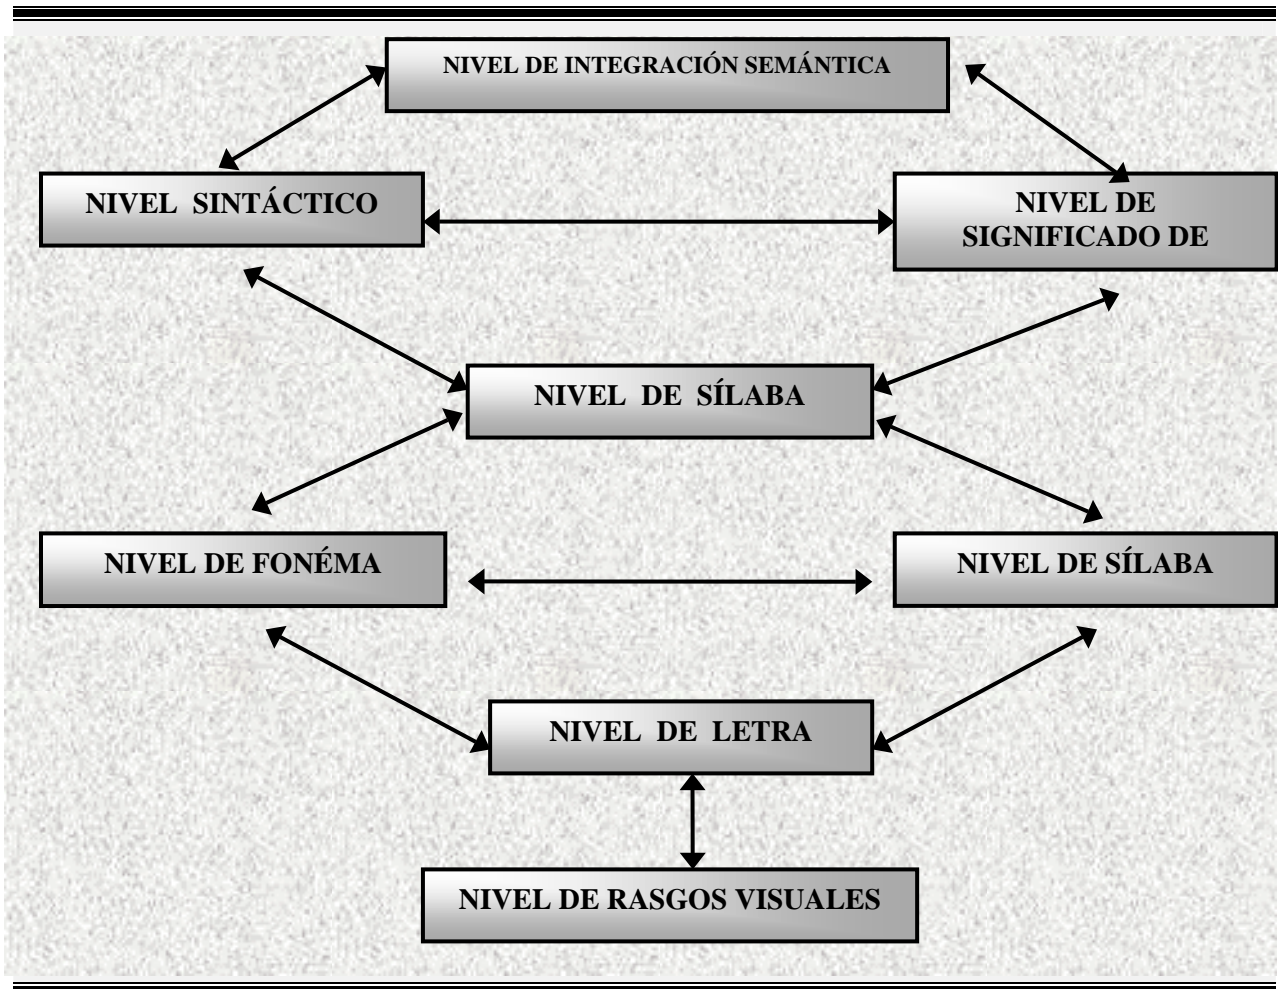 NIVEL DE INTEGRACIÓN SEMÁNTICA
NIVEL SINTÁCTICO
NIVEL DE
SIGNIFICADO DE
NIVEL DE SÍLABA
NIVEL DE FONÉMA
NIVEL DE SÍLABA
NIVEL DE LETRA
NIVEL DE RASGOS VISUALES